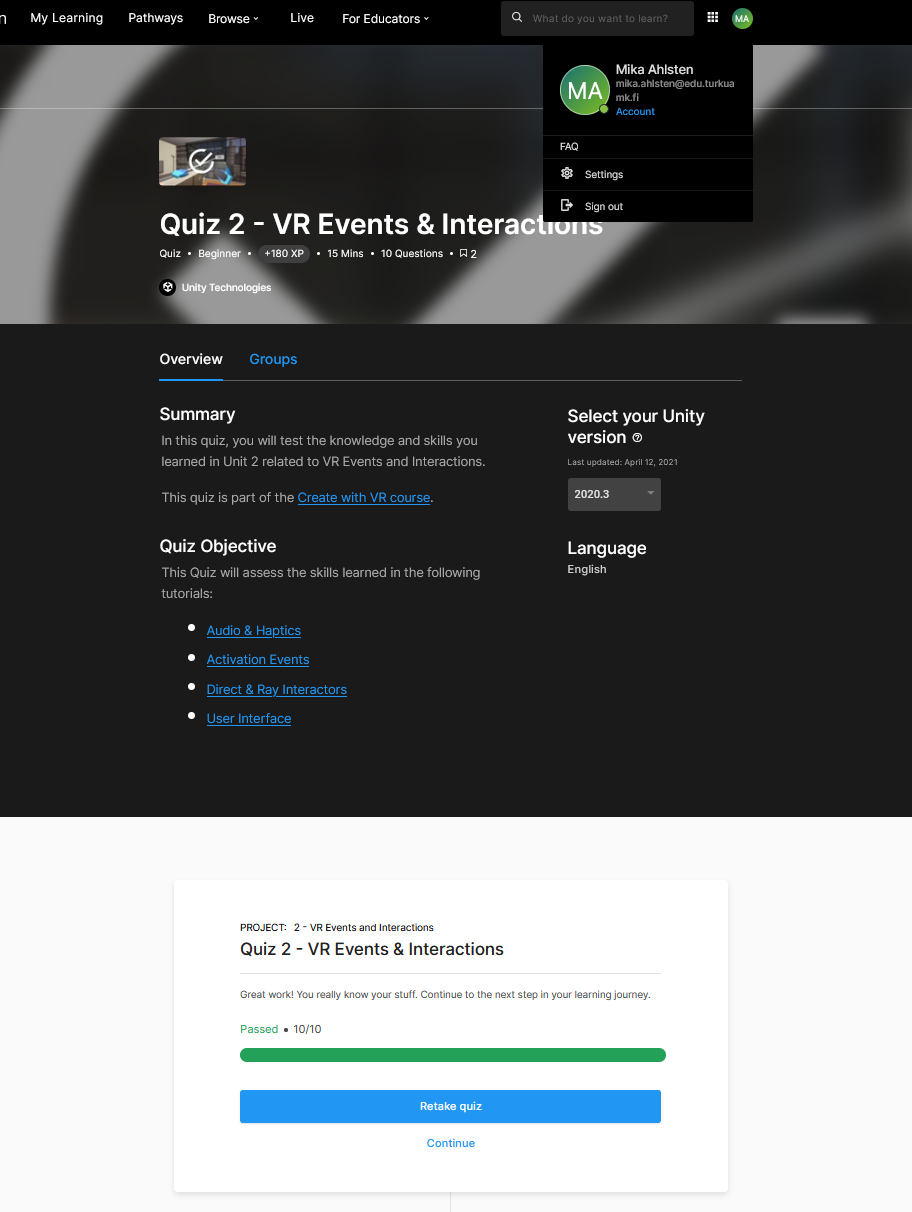 n My Learning Pathways Browse Live For Educators What do you want to learn? MA
MA
Mika Ahlsten
mika.ahlsten@edu.turkua
mk.fi
Account
FAQ
Settings
Sign out
Quiz 2 - VR Events & Interactions
Quiz • Beginner • +180 XP • 15 Mins • 10 Questions • 2
Unity Technologies
Overview Groups
Summary
In this quiz, you will test the knowledge and skills you
learned in Unit 2 related to VR Events and Interactions.
This quiz is part of the Create with VR course.
Quiz Objective
This Quiz will assess the skills learned in the following
tutorials:
• Audio & Haptics
• Activation Events
• Direct & Ray Interactors
• User Interface
Select your Unity
version
Last updated: April 12, 2021
2020.3
Language
English
PROJECT: 2 - VR Events and Interactions
Quiz 2 - VR Events & Interactions
Great work! You really know your stuff. Continue to the next step in your learning journey.
Passed • 10/10
Retake quiz
Continue